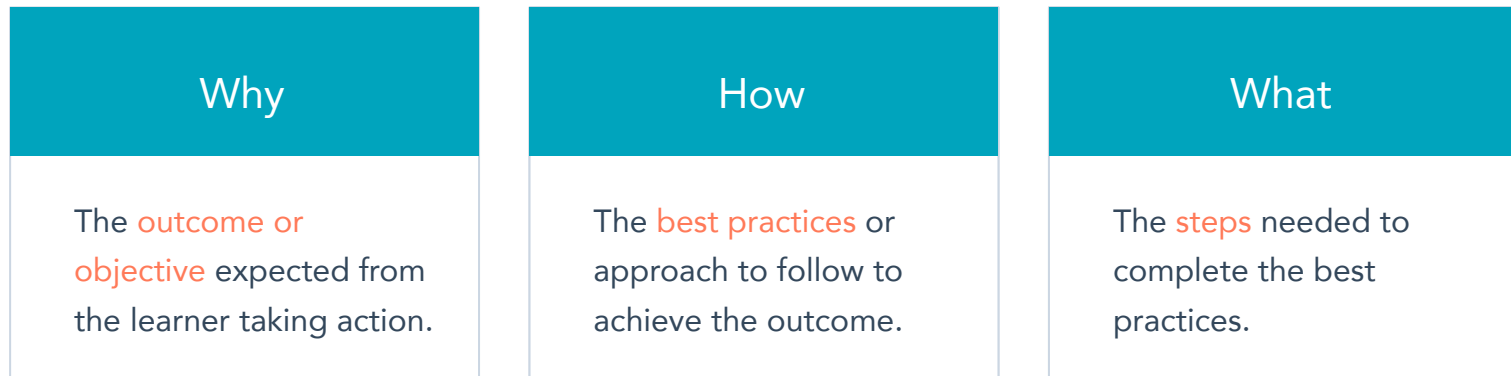 Why
The outcome or
objective expected from
the learner taking action.
How
The best practices or
approach to follow to
achieve the outcome.
What
The steps needed to
complete the best
practices.